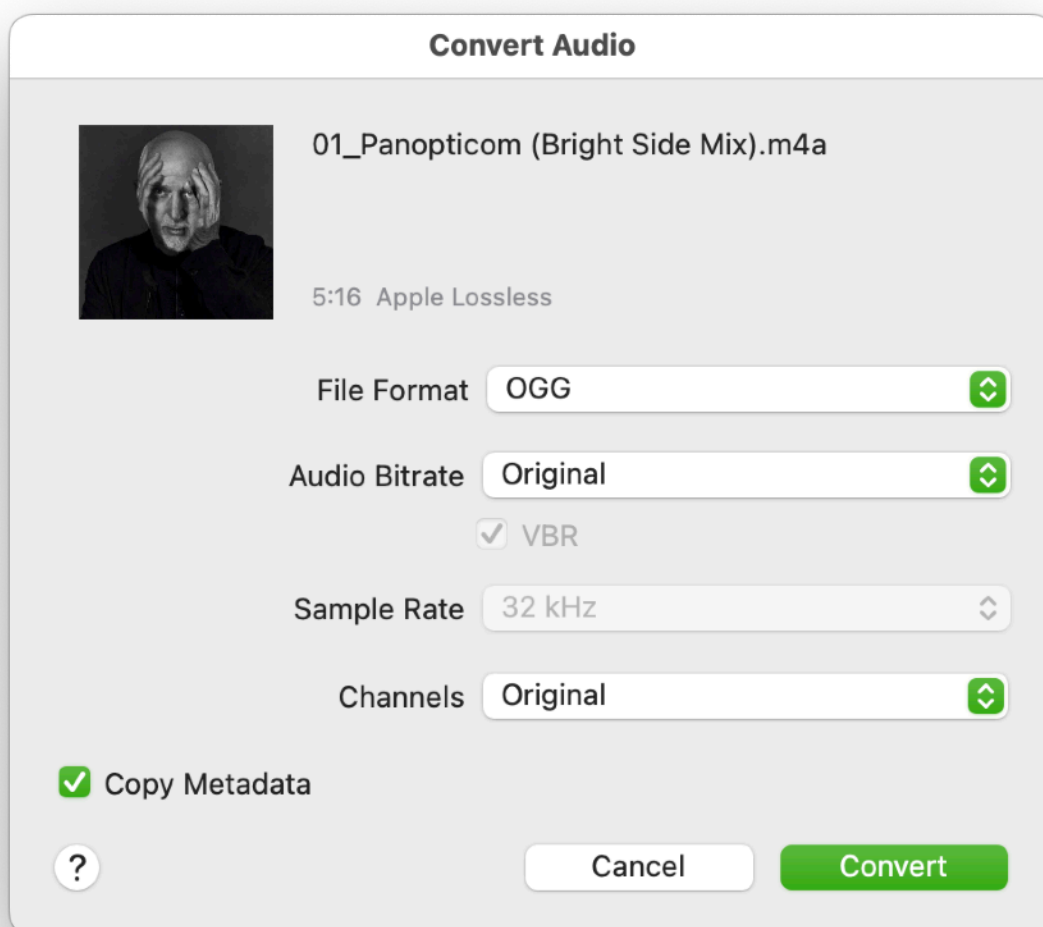 Convert Audio
01_Panopticom (Bright Side Mix).m4a
5:16 Apple Lossless
File Format OGG
Audio Bitrate Original
VBR
Sample Rate 32 kHz
Channels Original
Copy Metadata
? Cancel Convert